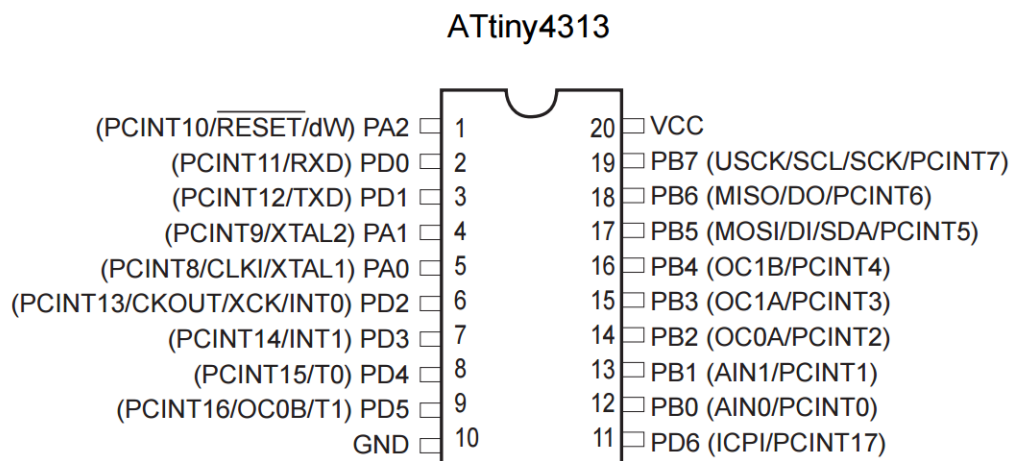 ATtiny4313
(PCINT10/RESET/dW) PA2 1 20 VCC
(PCINT11/RXD) PD0 2 19 PB7 (USCK/SCL/SCK/PCINT7)
(PCINT12/TXD) PD1 3 18 PB6 (MISO/DO/PCINT6)
(PCINT9/XTAL2) PA1 4 17 PB5 (MOSI/DI/SDA/PCINT5)
(PCINT8/CLKI/XTAL1) PA0 5 16 PB4 (OC1B/PCINT4)
(PCINT13/CKOUT/XCK/INT0) PD2 6 15 PB3 (OC1A/PCINT3)
(PCINT14/INT1) PD3 7 14 PB2 (OC0A/PCINT2)
(PCINT15/T0) PD4 8 13 PB1 (AIN1/PCINT1)
(PCINT16/OC0B/T1) PD5 9 12 PB0 (AIN0/PCINT0)
GND 10 11 PD6 (ICPI/PCINT17)